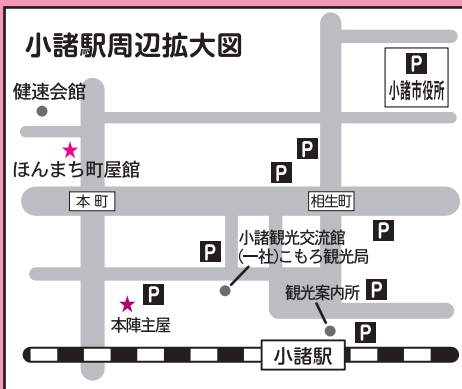 小諸駅周辺拡大図
P
小諸市役所
健速会館
P
ほんまち町屋館
P
本町
相生町
P
P
小諸観光交流館
(一社)こもろ観光局
P
観光案内所
P
本陣主屋
P
小諸駅